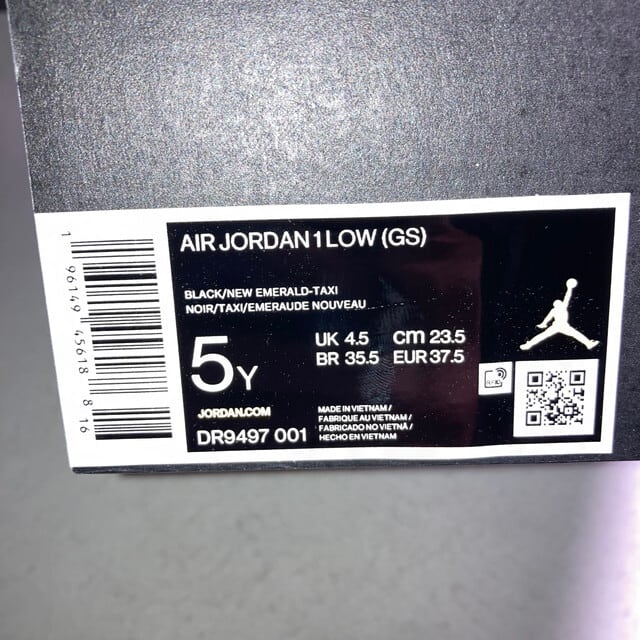 AIR JORDAN 1 LOW (GS)
BLACK/NEW EMERALD-TAXI
NOIR/TAXI/EMERAUDE NOUVEAU
5Y
UK 4.5 cm 23.5
BR 35.5 EUR 37.5
JORDAN.COM
DR9497 001
MADE IN VIETNAM /
FABRIQUE AU VIETNAM /
FABRICADO NO VIETNÃ /
HECHO EN VIETNAM
1 96149 45618 8 16